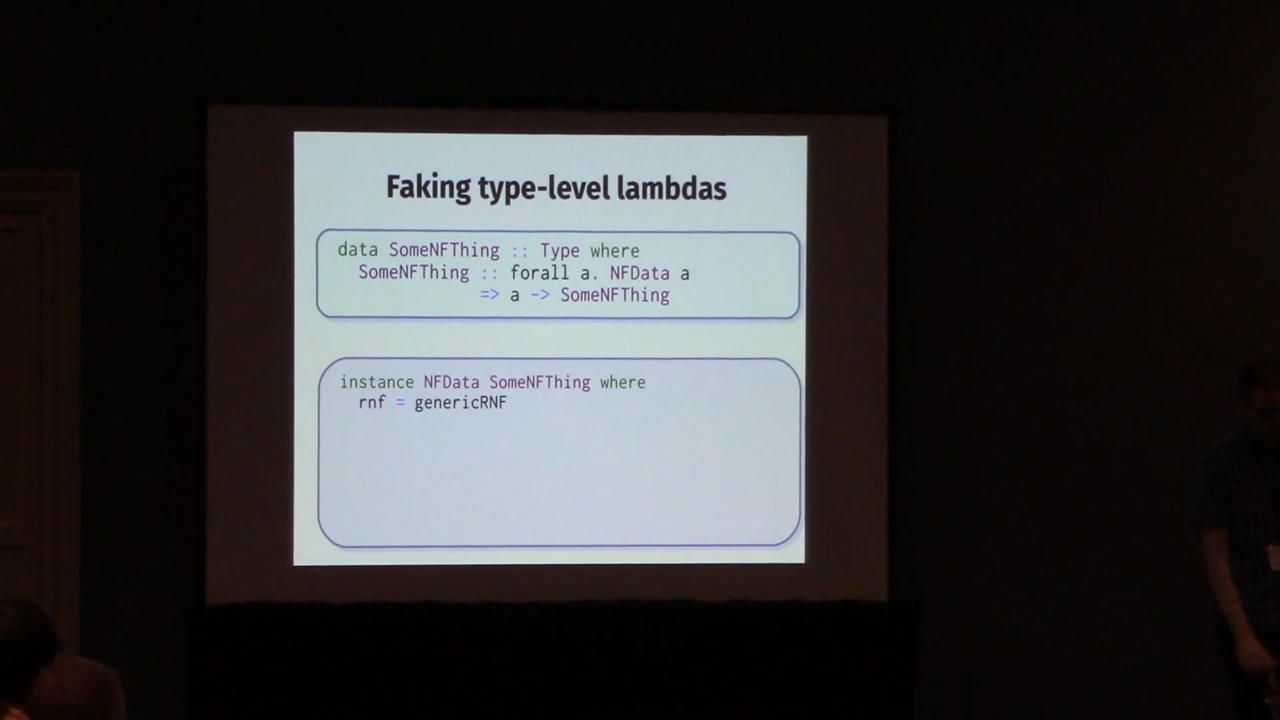 Faking type-level lambdas
data SomeNFThing :: Type where
SomeNFThing :: forall a. NFData a
=> a -> SomeNFThing
instance NFData SomeNFThing where
rnf = genericRNF